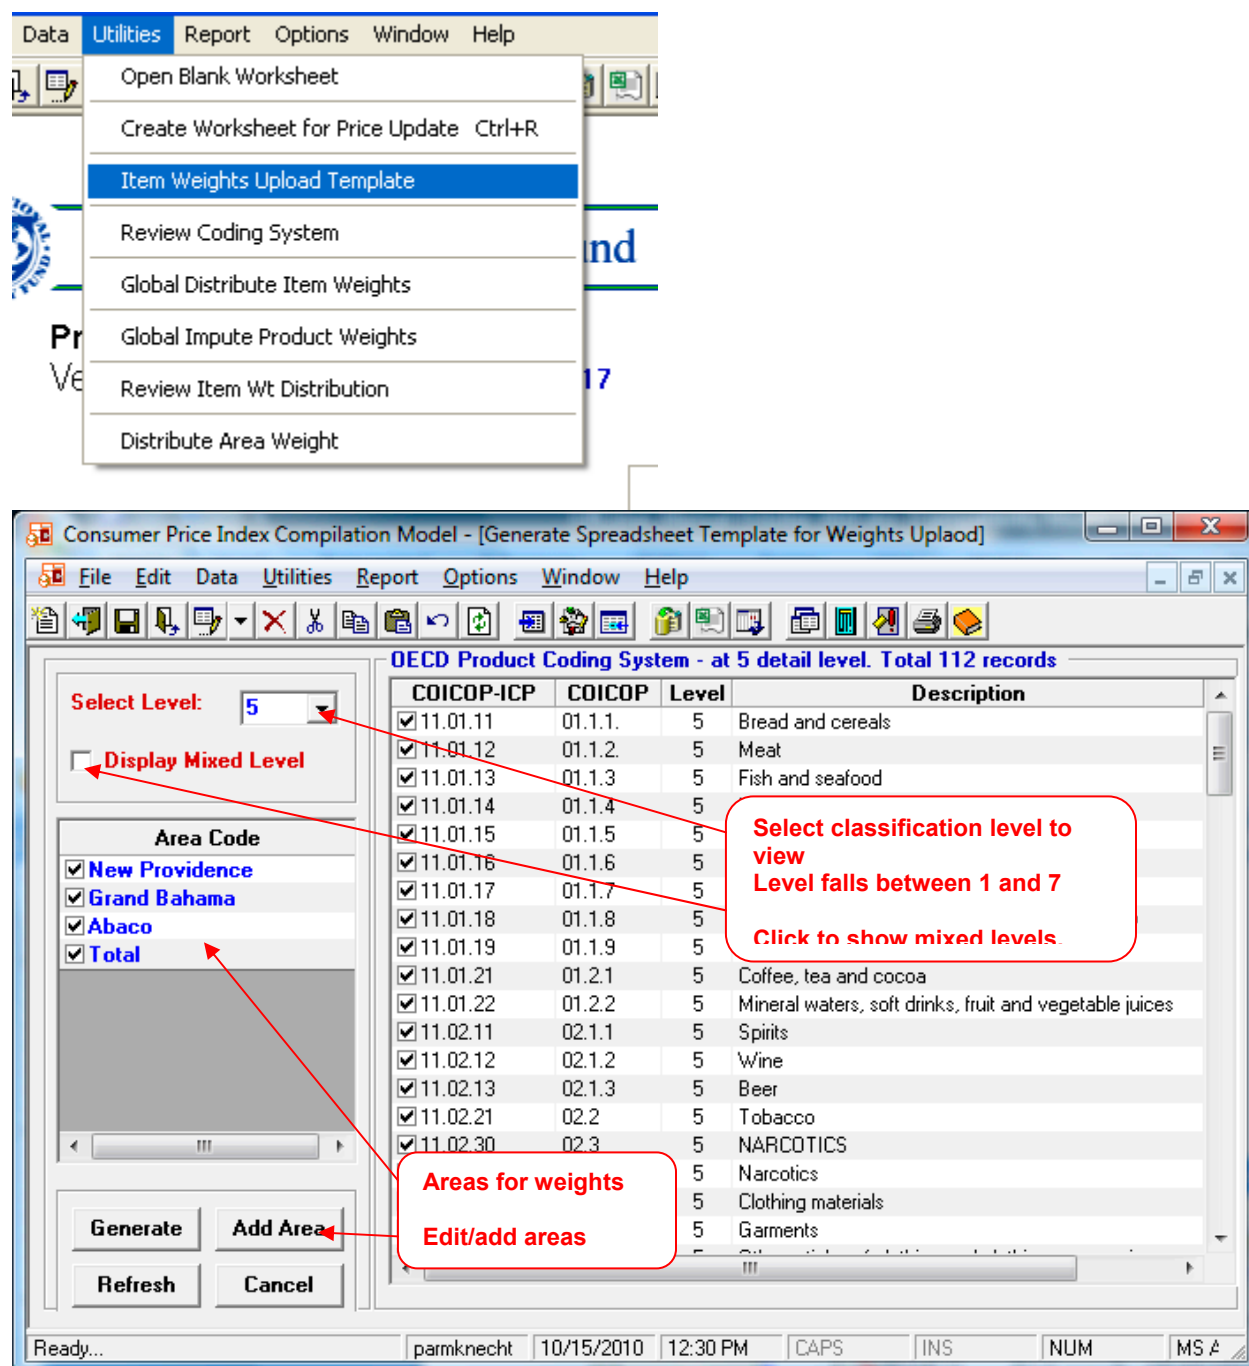 Data Utilities Report Options Window Help
Open Blank Worksheet
Create Worksheet for Price Update Ctrl+R
Item Weights Upload Template
Review Coding System
Global Distribute Item Weights
Global Impute Product Weights
Review Item Wt Distribution
Distribute Area Weight
Pr
Ve
17
Consumer Price Index Compilation Model - [Generate Spreadsheet Template for Weights Uplaod]
File Edit Data Utilities Report Options Window Help
Select Level: 5
Display Mixed Level
Area Code
New Providence
Grand Bahama
Abaco
Total
Generate Add Area
Refresh Cancel
OECD Product Coding System - at 5 detail level. Total 112 records
COICOP-ICP COICOP Level Description
11.01.11 01.1.1. 5 Bread and cereals
11.01.12 01.1.2. 5 Meat
11.01.13 01.1.3 5 Fish and seafood
11.01.14 01.1.4 5
11.01.15 01.1.5 5
11.01.16 01.1.6 5
11.01.17 01.1.7 5
11.01.18 01.1.8 5
11.01.19 01.1.9 5
11.01.21 01.2.1 5 Coffee, tea and cocoa
11.01.22 01.2.2 5 Mineral waters, soft drinks, fruit and vegetable juices
11.02.11 02.1.1 5 Spirits
11.02.12 02.1.2 5 Wine
11.02.13 02.1.3 5 Beer
11.02.21 02.2 5 Tobacco
11.02.30 02.3 5 NARCOTICS
5 Narcotics
5 Clothing materials
5 Garments
Select classification level to
view
Level falls between 1 and 7
Click to show mixed levels.
Areas for weights
Edit/add areas
Ready... parmknecht 10/15/2010 12:30 PM CAPS INS NUM MS A